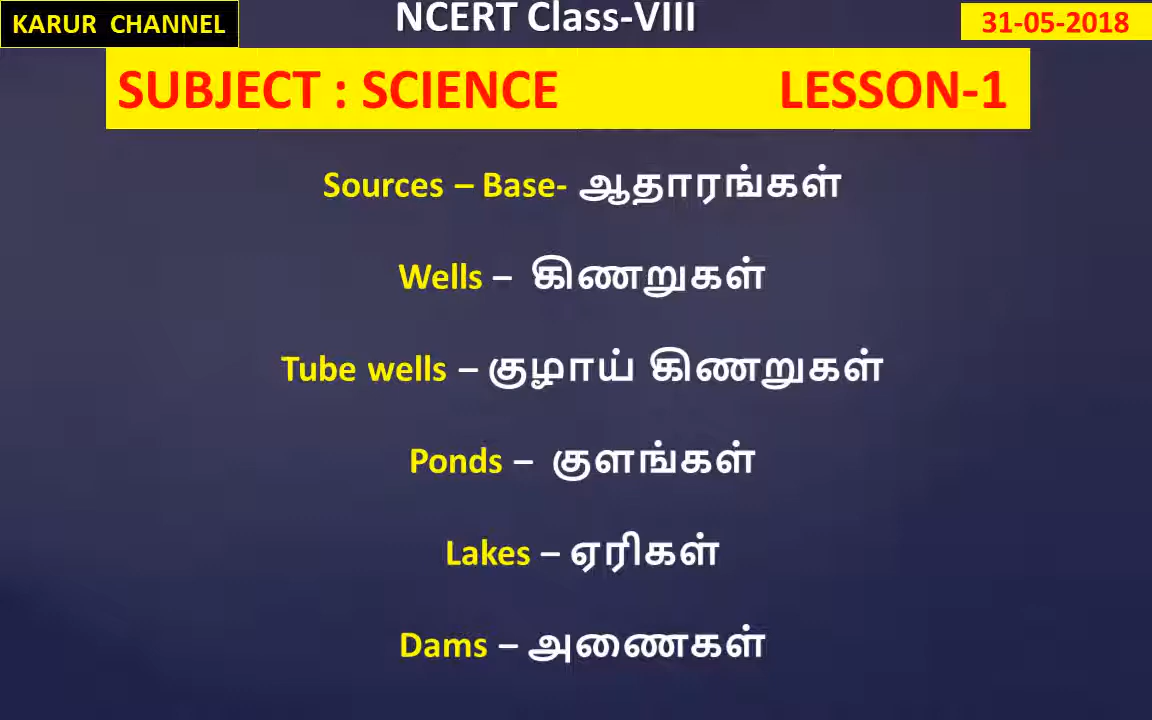 KARUR CHANNEL
NCERT Class-VIII
31-05-2018
SUBJECT : SCIENCE LESSON-1
Sources – Base- ஆதாரங்கள்
Wells – கிணறுகள்
Tube wells – குழாய் கிணறுகள்
Ponds – குளங்கள்
Lakes – ஏரிகள்
Dams – அணைகள்